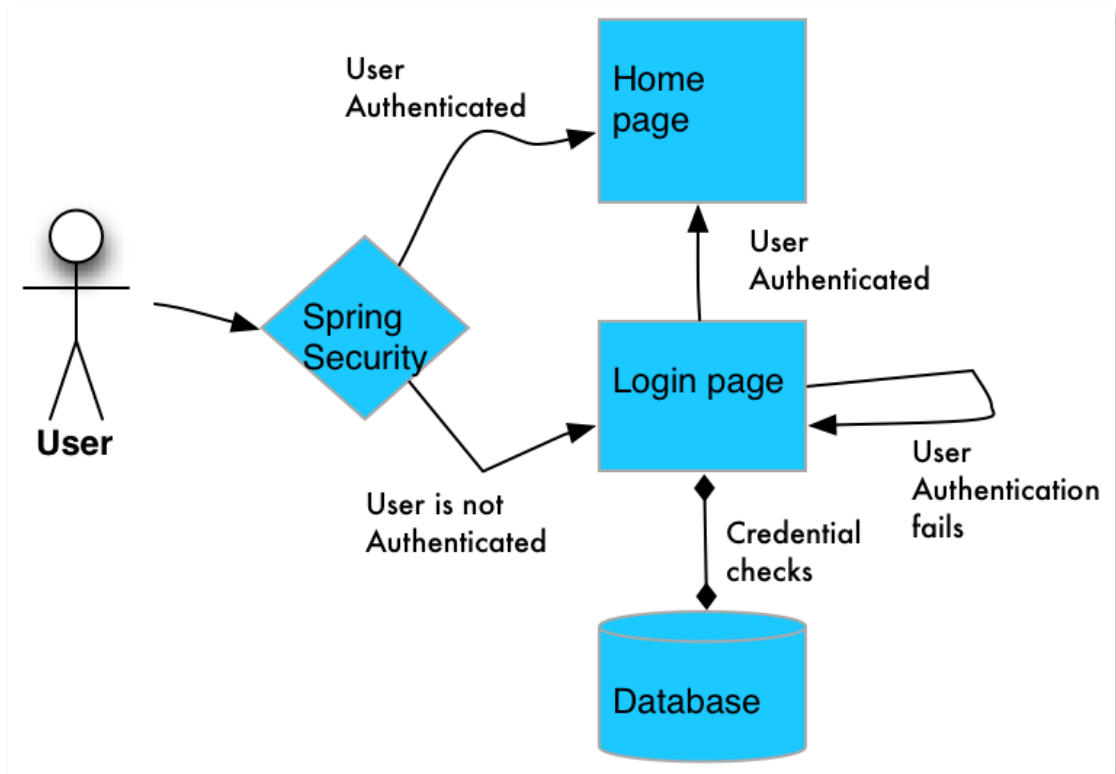 User
Authenticated
Home
page
User
Authenticated
Spring
Security
Login page
User
User is not
Authenticated
User
Authentication
fails
Credential
checks
Database